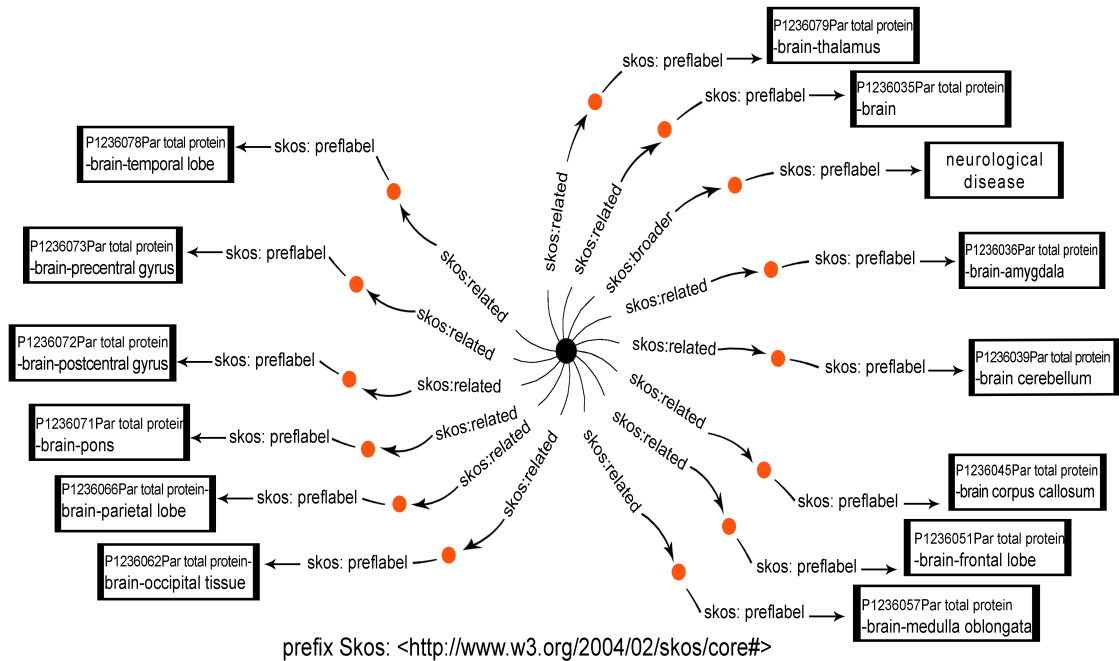 P1236079Par total protein
-brain-thalamus
skos: preflabel
skos:related
P1236035Par total protein
-brain
skos: preflabel
skos:related
neurological
disease
skos: preflabel
skos:broader
P1236036Par total protein
-brain-amygdala
skos: preflabel
skos:related
P1236039Par total protein
-brain cerebellum
skos: preflabel
skos:related
P1236045Par total protein
-brain corpus callosum
skos: preflabel
skos:related
P1236051Par total protein
-brain-frontal lobe
skos: preflabel
skos:related
P1236057Par total protein
-brain-medulla oblongata
skos: preflabel
skos:related
P1236078Par total protein
-brain-temporal lobe
skos: preflabel
skos:related
P1236073Par total protein
-brain-precentral gyrus
skos: preflabel
skos:related
P1236072Par total protein
-brain-postcentral gyrus
skos: preflabel
skos:related
P1236071Par total protein
-brain-pons
skos: preflabel
skos:related
P1236066Par total protein-
brain-parietal lobe
skos: preflabel
skos:related
P1236062Par total protein-
brain-occipital tissue
skos: preflabel
skos:related
prefix Skos: <http://www.w3.org/2004/02/skos/core#>